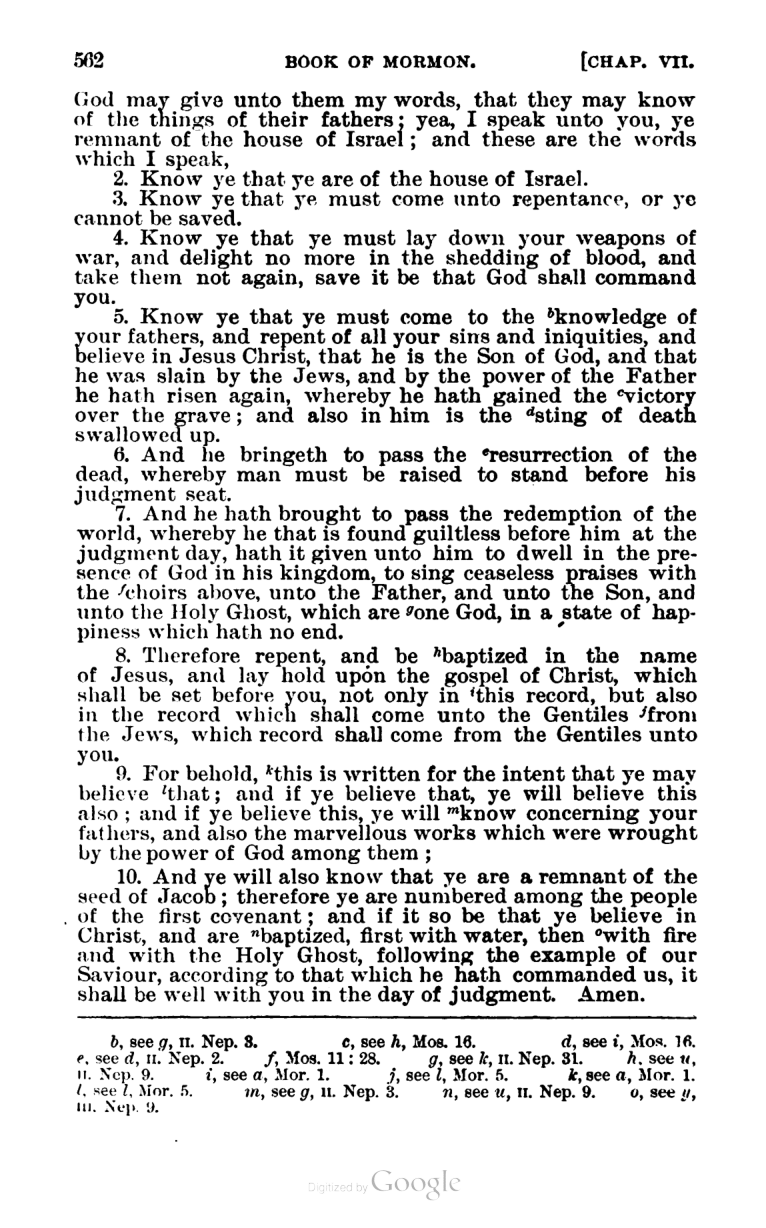 562 BOOK OF MORMON. [CHAP. VII.
God may give unto them my words, that they may know
of the things of their fathers; yea, I speak unto you, ye
remnant of the house of Israel; and these are the words
which I speak,
2. Know ye that ye are of the house of Israel.
3. Know ye that ye must come unto repentance, or ye
cannot be saved.
4. Know ye that ye must lay down your weapons of
war, and delight no more in the shedding of blood, and
take them not again, save it be that God shall command
you.
5. Know ye that ye must come to the ᵇknowledge of
your fathers, and repent of all your sins and iniquities, and
believe in Jesus Christ, that he is the Son of God, and that
he was slain by the Jews, and by the power of the Father
he hath risen again, whereby he hath gained the ᶜvictory
over the grave; and also in him is the ᵈsting of death
swallowed up.
6. And he bringeth to pass the ᵉresurrection of the
dead, whereby man must be raised to stand before his
judgment seat.
7. And he hath brought to pass the redemption of the
world, whereby he that is found guiltless before him at the
judgment day, hath it given unto him to dwell in the pre-
sence of God in his kingdom, to sing ceaseless praises with
the ᶠchoirs above, unto the Father, and unto the Son, and
unto the Holy Ghost, which are ᵍone God, in a state of hap-
piness which hath no end.
8. Therefore repent, and be ʰbaptized in the name
of Jesus, and lay hold upon the gospel of Christ, which
shall be set before you, not only in ⁱthis record, but also
in the record which shall come unto the Gentiles ʲfrom
the Jews, which record shall come from the Gentiles unto
you.
9. For behold, ᵏthis is written for the intent that ye may
believe ˡthat; and if ye believe that, ye will believe this
also; and if ye believe this, ye will ᵐknow concerning your
fathers, and also the marvellous works which were wrought
by the power of God among them;
10. And ye will also know that ye are a remnant of the
seed of Jacob; therefore ye are numbered among the people
of the first covenant; and if it so be that ye believe in
Christ, and are ⁿbaptized, first with water, then ᵒwith fire
and with the Holy Ghost, following the example of our
Saviour, according to that which he hath commanded us, it
shall be well with you in the day of judgment. Amen.
b, see g, II. Nep. 3. c, see h, Mos. 16. d, see i, Mos. 16.
e, see d, II. Nep. 2. f, Mos. 11: 28. g, see k, II. Nep. 31. h, see u,
II. Nep. 9. i, see a, Mor. 1. j, see l, Mor. 5. k, see a, Mor. 1.
l, see l, Mor. 5. m, see g, II. Nep. 3. n, see u, II. Nep. 9. o, see y,
III. Nep. 9.
Digitized by Google